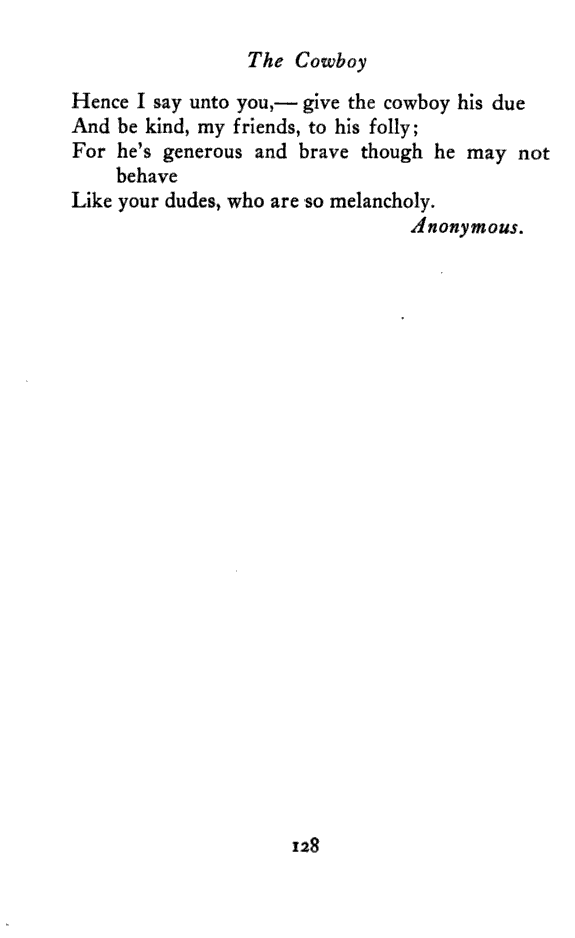 The Cowboy
Hence I say unto you,— give the cowboy his due
And be kind, my friends, to his folly;
For he's generous and brave though he may not
behave
Like your dudes, who are so melancholy.
Anonymous.
128